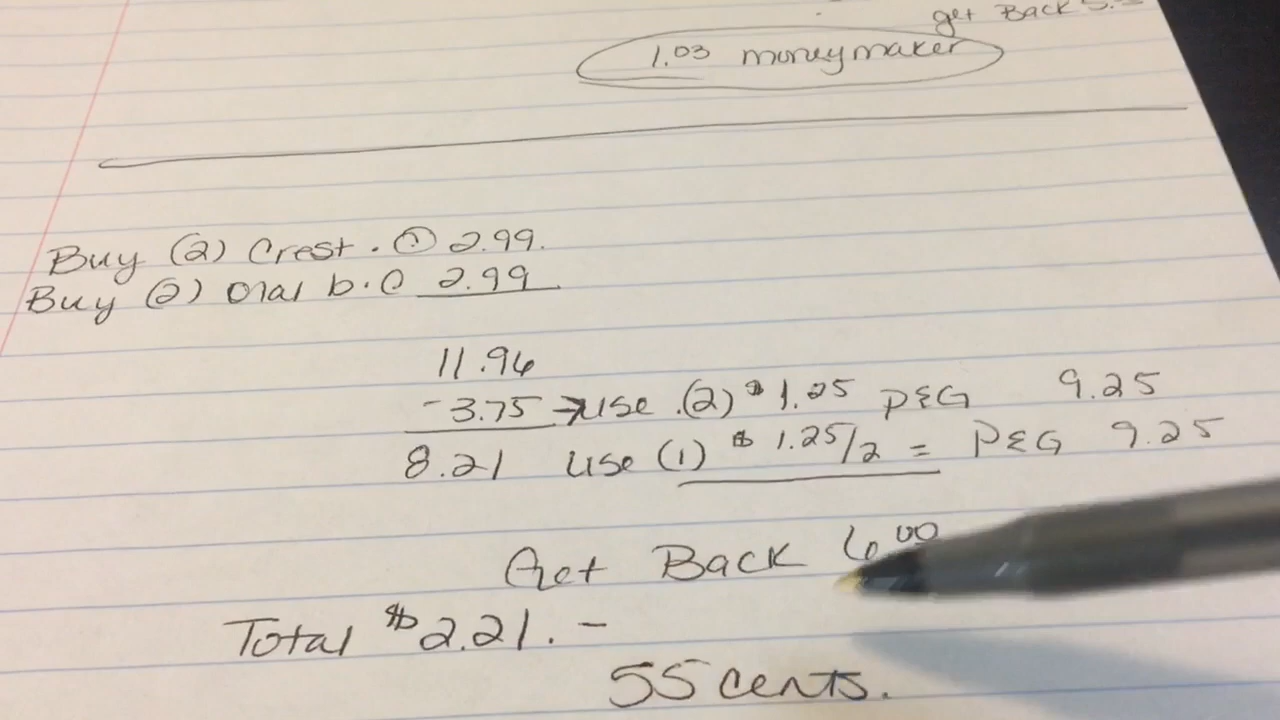 get Back
1.03 moneymaker
Buy (2) Crest. @ 2.99.
Buy (2) Oral b. @ 2.99
11.96
-3.75 → use .(2) $1.25 P&G 9.25
8.21 use (1) $1.25/2 = P&G 9.25
Get Back 6.00
Total $2.21. -
55 cents.